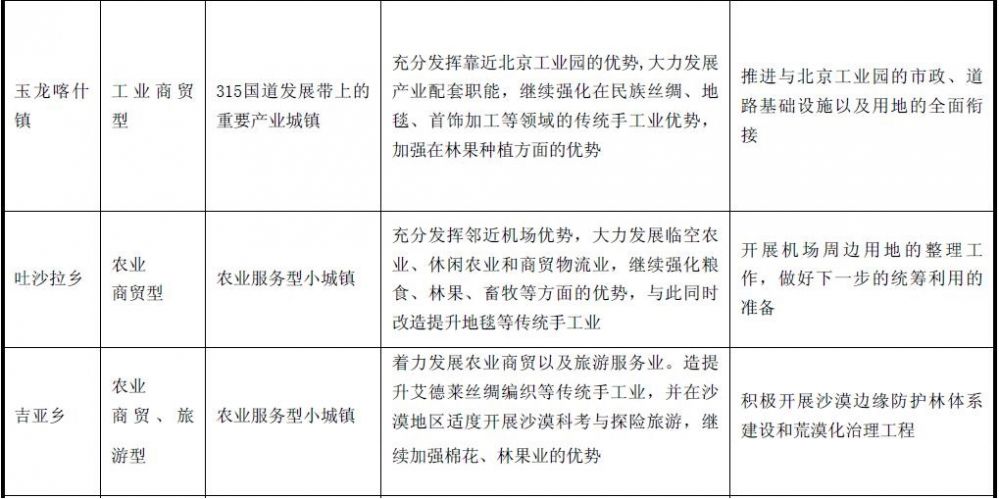 玉龙喀什
镇
工业商贸
型
315国道发展带上的
重要产业城镇
充分发挥靠近北京工业园的优势,大力发展
产业配套职能，继续强化在民族丝绸、地
毯、首饰加工等领域的传统手工业优势，
加强在林果种植方面的优势
推进与北京工业园的市政、道
路基础设施以及用地的全面衔
接
吐沙拉乡
农业
商贸型
农业服务型小城镇
充分发挥邻近机场优势，大力发展临空农
业、休闲农业和商贸物流业，继续强化粮
食、林果、畜牧等方面的优势，与此同时
改造提升地毯等传统手工业
开展机场周边用地的整理工
作，做好下一步的统筹利用的
准备
吉亚乡
农业
商贸、旅
游型
农业服务型小城镇
着力发展农业商贸以及旅游服务业。造提
升艾德莱丝绸编织等传统手工业，并在沙
漠地区适度开展沙漠科考与探险旅游，继
续加强棉花、林果业的优势
积极开展沙漠边缘防护林体系
建设和荒漠化治理工程